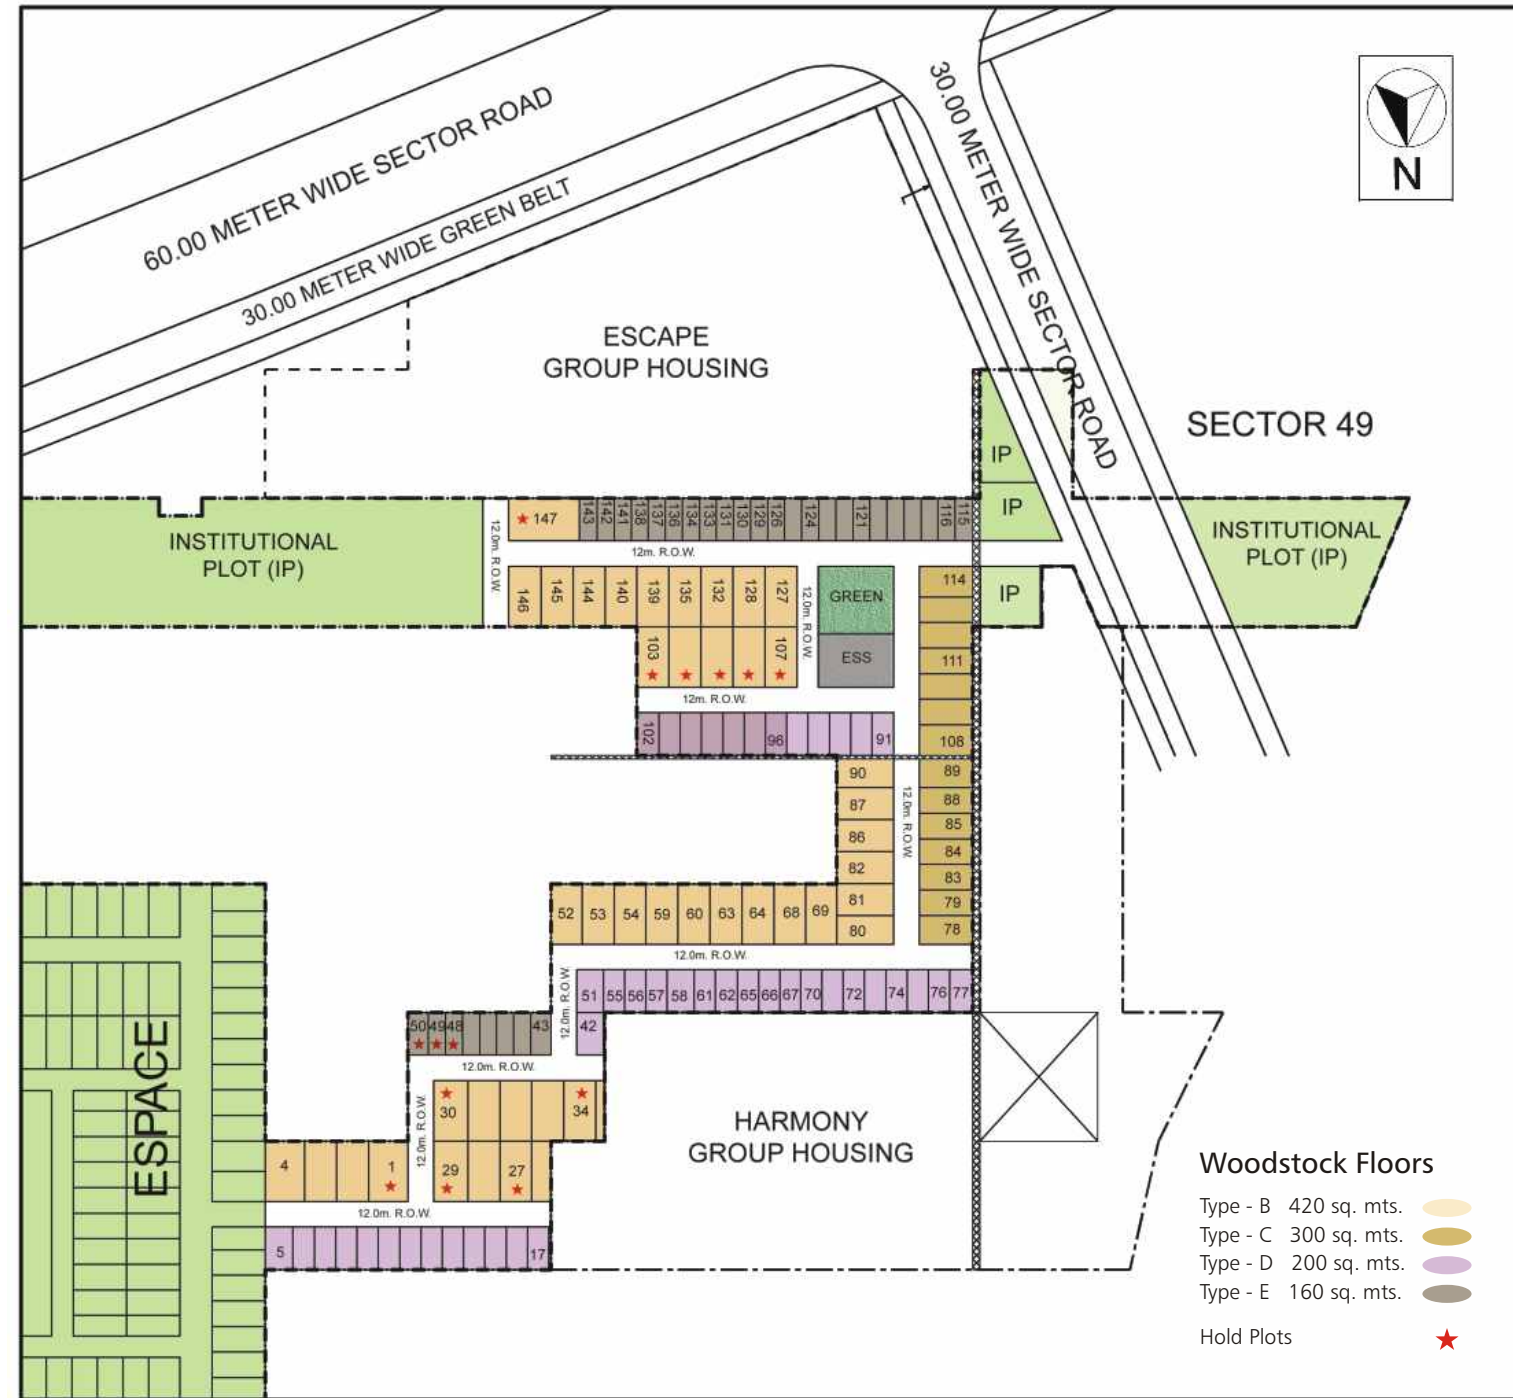 60.00 METER WIDE SECTOR ROAD
30.00 METER WIDE GREEN BELT
30.00 METER WIDE SECTOR ROAD
N
ESCAPE
GROUP HOUSING
SECTOR 49
IP
IP
IP
INSTITUTIONAL
PLOT (IP)
INSTITUTIONAL
PLOT (IP)
12.0m. R.O.W.
147
143
142
141
138
137
136
134
133
131
130
129
126
124
121
116
115
12m. R.O.W.
146
145
144
140
139
135
132
128
127
12.0m. R.O.W.
GREEN
ESS
114
111
108
103
107
12m. R.O.W.
102
96
91
90
87
86
82
81
80
12.0m. R.O.W.
89
88
85
84
83
79
78
52
53
54
59
60
63
64
68
69
12.0m. R.O.W.
12.0m. R.O.W.
51
55
56
57
58
61
62
65
66
67
70
72
74
76
77
42
50
49
48
43
12.0m. R.O.W.
12.0m. R.O.W.
30
34
4
1
29
27
12.0m. R.O.W.
5
17
ESPACE
HARMONY
GROUP HOUSING
Woodstock Floors
Type - B 420 sq. mts.
Type - C 300 sq. mts.
Type - D 200 sq. mts.
Type - E 160 sq. mts.
Hold Plots